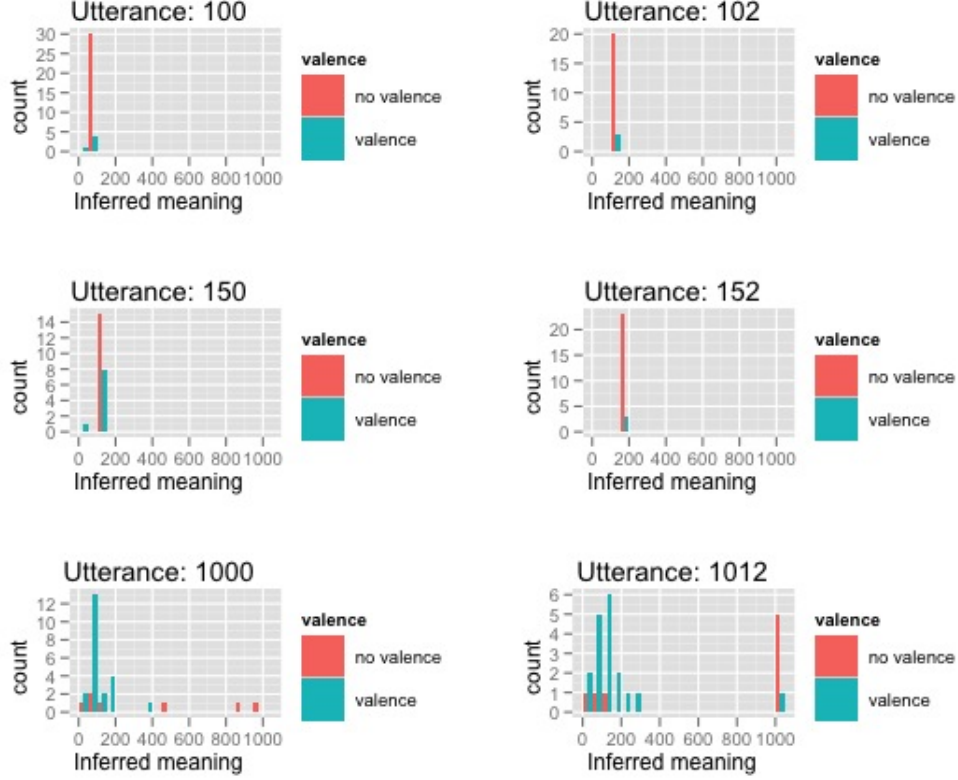 Utterance: 100
30
25
20
15
10
5
0
count
0 200 400 600 800 1000
Inferred meaning
valence
no valence
valence
Utterance: 102
20
15
10
5
0
count
0 200 400 600 800 1000
Inferred meaning
valence
no valence
valence
Utterance: 150
14
12
10
8
6
4
2
0
count
0 200 400 600 800 1000
Inferred meaning
valence
no valence
valence
Utterance: 152
20
15
10
5
0
count
0 200 400 600 800 1000
Inferred meaning
valence
no valence
valence
Utterance: 1000
12
10
8
6
4
2
0
count
0 200 400 600 800 1000
Inferred meaning
valence
no valence
valence
Utterance: 1012
6
5
4
3
2
1
0
count
0 200 400 600 800 1000
Inferred meaning
valence
no valence
valence